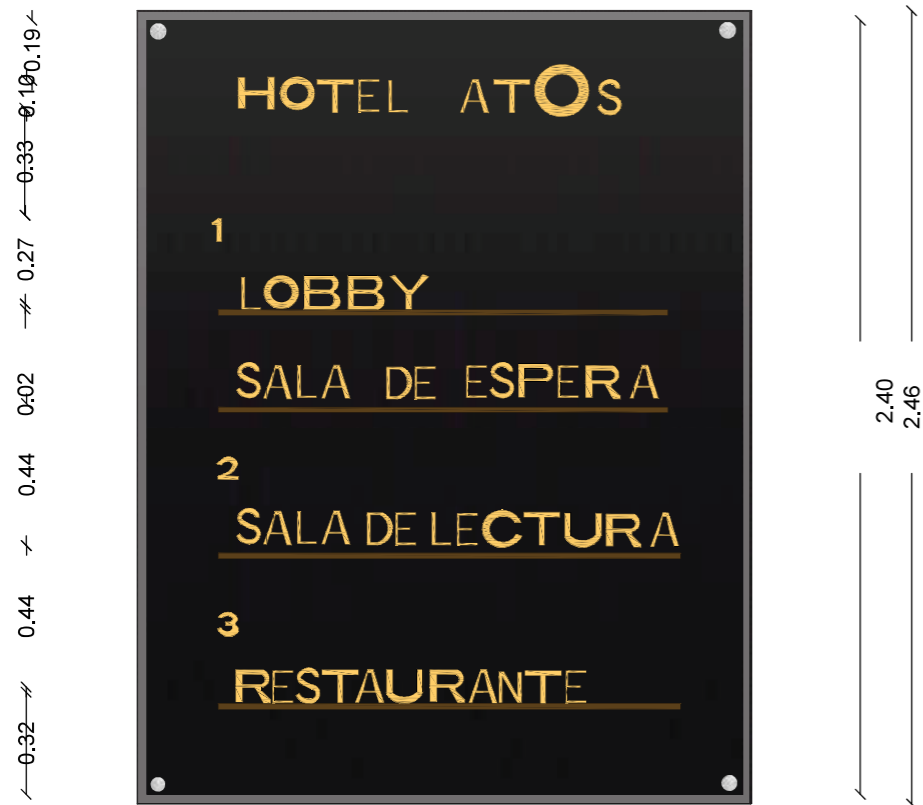 HOTEL ATOS
1
LOBBY
SALA DE ESPERA
2
SALA DE LECTURA
3
RESTAURANTE
0.19
0.10
0.33
0.27
0.02
0.44
0.44
0.32
2.40
2.46